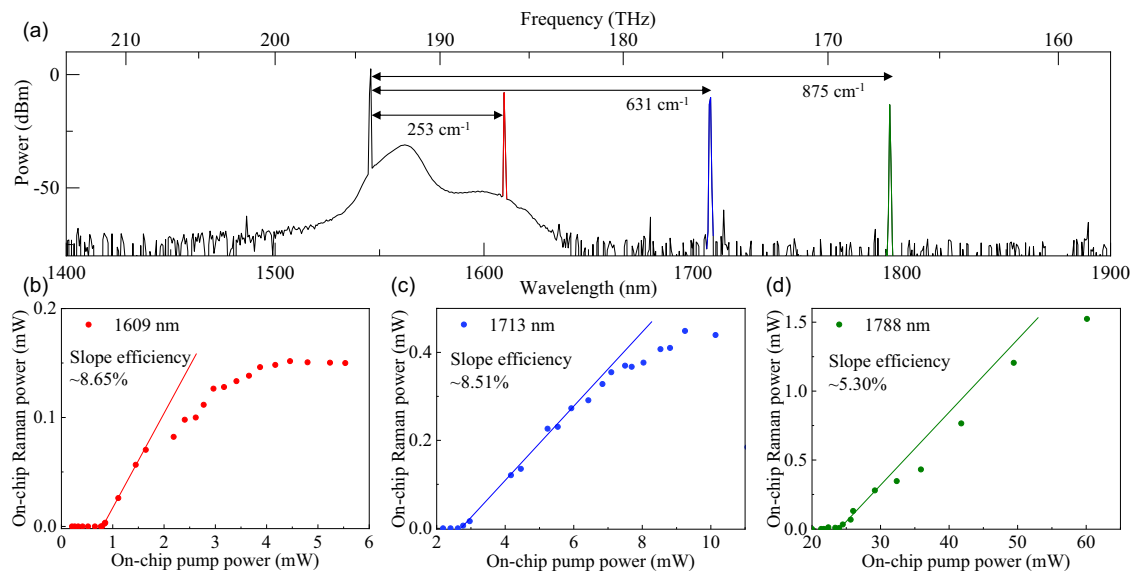 Frequency (THz)
(a)
210 200 190 180 170 160
0
-50
Power (dBm)
875 cm⁻¹
631 cm⁻¹
253 cm⁻¹
1400 1500 1600 1700 1800 1900
Wavelength (nm)
(b)
0.2
0.1
0.0
On-chip Raman power (mW)
1609 nm
Slope efficiency
~8.65%
0 1 2 3 4 5 6
On-chip pump power (mW)
(c)
0.4
0.2
0.0
On-chip Raman power (mW)
1713 nm
Slope efficiency
~8.51%
2 4 6 8 10
On-chip pump power (mW)
(d)
1.5
1.0
0.5
0.0
On-chip Raman power (mW)
1788 nm
Slope efficiency
~5.30%
20 30 40 50 60
On-chip pump power (mW)